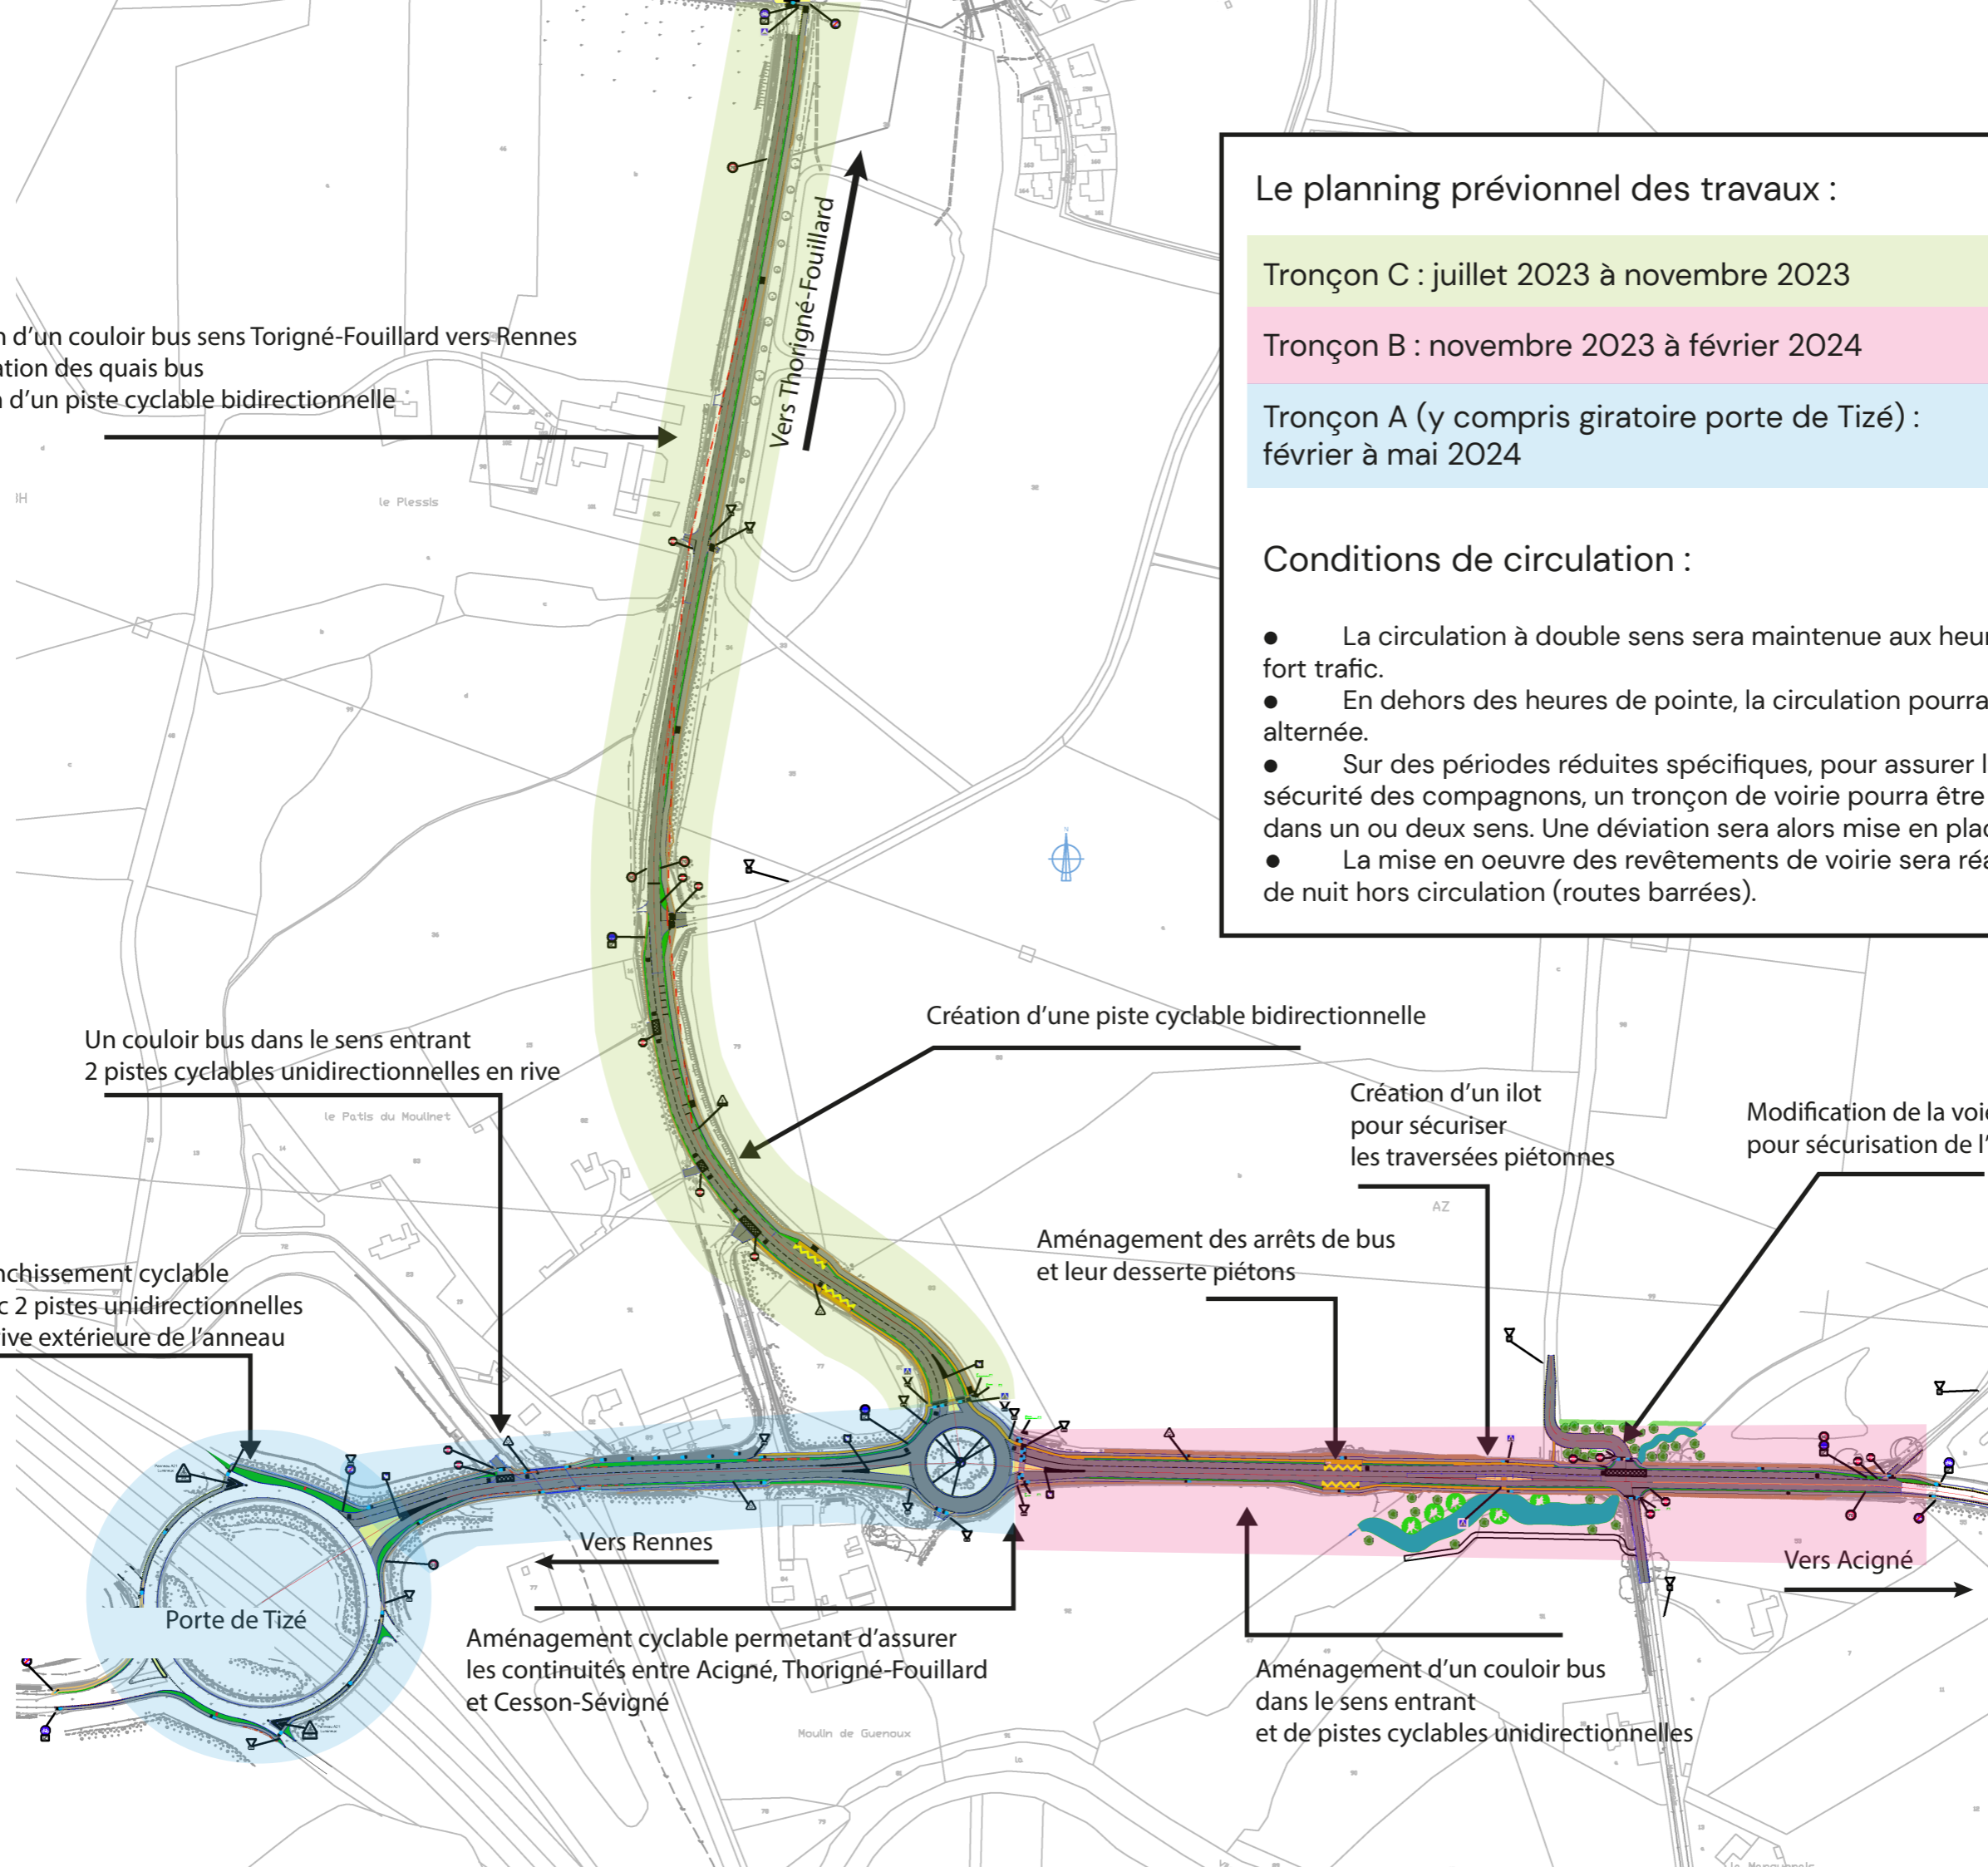 Le planning prévionnel des travaux :
Tronçon C : juillet 2023 à novembre 2023
Tronçon B : novembre 2023 à février 2024
Tronçon A (y compris giratoire porte de Tizé) :
février à mai 2024
Conditions de circulation :
● La circulation à double sens sera maintenue aux heur
fort trafic.
● En dehors des heures de pointe, la circulation pourra
alternée.
● Sur des périodes réduites spécifiques, pour assurer l
sécurité des compagnons, un tronçon de voirie pourra être
dans un ou deux sens. Une déviation sera alors mise en plac
● La mise en oeuvre des revêtements de voirie sera réa
de nuit hors circulation (routes barrées).
n d'un couloir bus sens Torigné-Fouillard vers Rennes
ation des quais bus
n d'un piste cyclable bidirectionnelle
Vers Thorigné-Fouillard
le Plessis
Un couloir bus dans le sens entrant
2 pistes cyclables unidirectionnelles en rive
le Patis du Moulinet
Création d'une piste cyclable bidirectionnelle
Création d'un ilot
pour sécuriser
les traversées piétonnes
Modification de la voie
pour sécurisation de l'
AZ
Aménagement des arrêts de bus
et leur desserte piétons
nchissement cyclable
c 2 pistes unidirectionnelles
rive extérieure de l'anneau
Vers Rennes
Vers Acigné
Porte de Tizé
Aménagement cyclable permetant d'assurer
les continuités entre Acigné, Thorigné-Fouillard
et Cesson-Sévigné
Aménagement d'un couloir bus
dans le sens entrant
et de pistes cyclables unidirectionnelles
Moulin de Guenoux